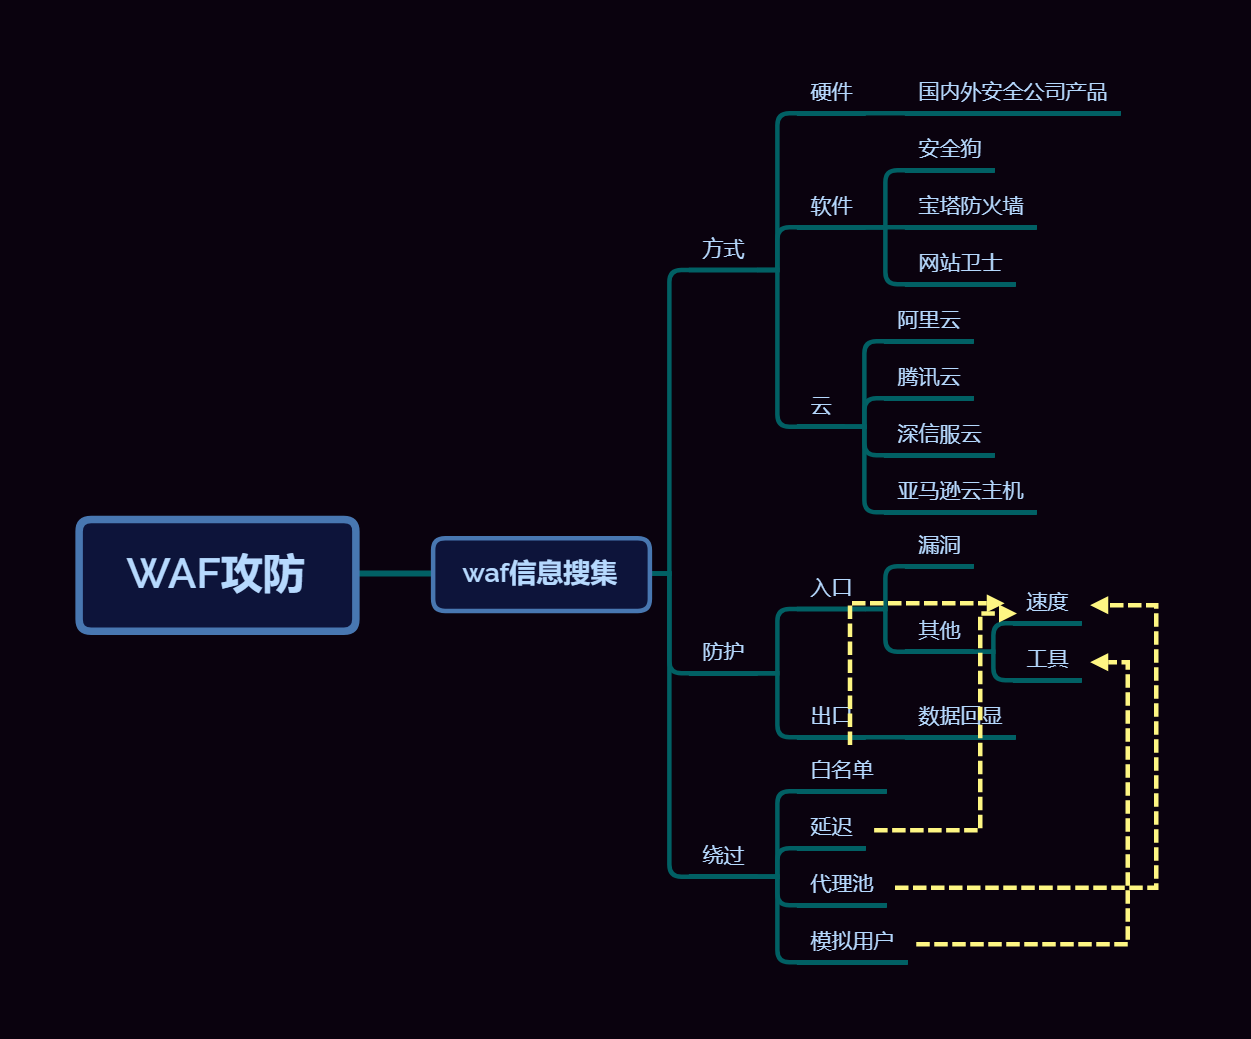 WAF攻防
waf信息搜集
方式
硬件
国内外安全公司产品
软件
安全狗
宝塔防火墙
网站卫士
云
阿里云
腾讯云
深信服云
亚马逊云主机
防护
入口
漏洞
其他
速度
工具
出口
数据回显
绕过
白名单
延迟
代理池
模拟用户